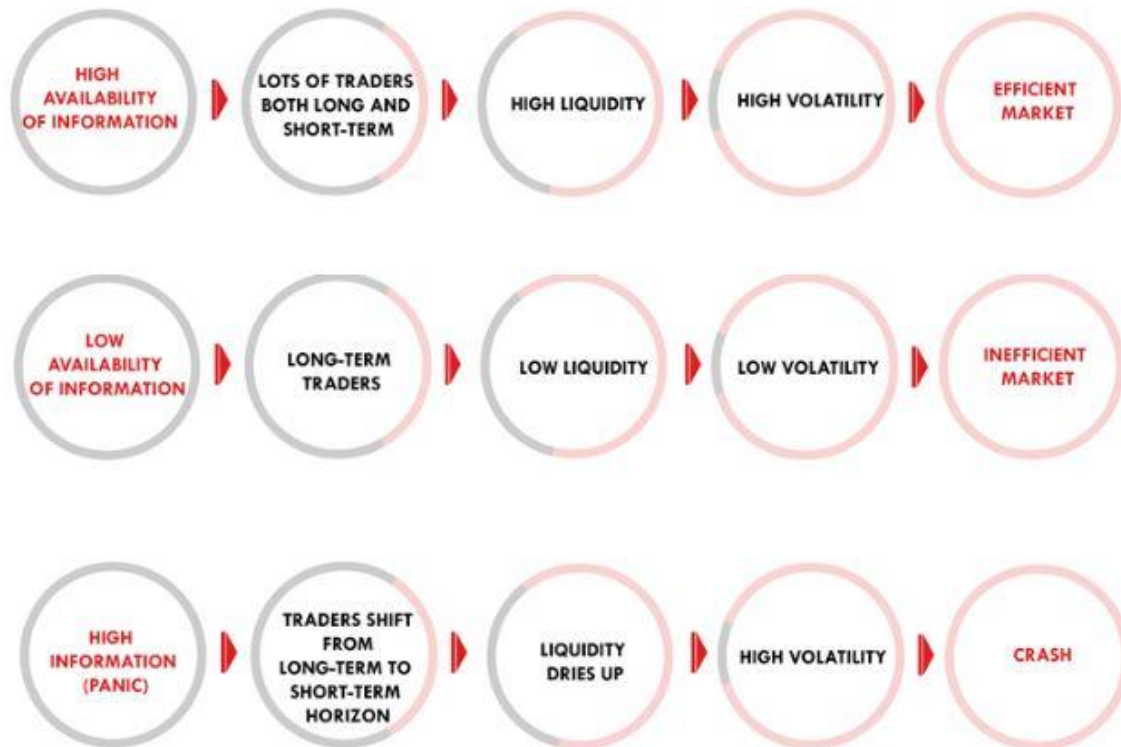 HIGH
AVAILABILITY
OF INFORMATION
LOTS OF TRADERS
BOTH LONG AND
SHORT-TERM
HIGH LIQUIDITY
HIGH VOLATILITY
EFFICIENT
MARKET
LOW
AVAILABILITY
OF INFORMATION
LONG-TERM
TRADERS
LOW LIQUIDITY
LOW VOLATILITY
INEFFICIENT
MARKET
HIGH
INFORMATION
(PANIC)
TRADERS SHIFT
FROM
LONG-TERM TO
SHORT-TERM
HORIZON
LIQUIDITY
DRIES UP
HIGH VOLATILITY
CRASH